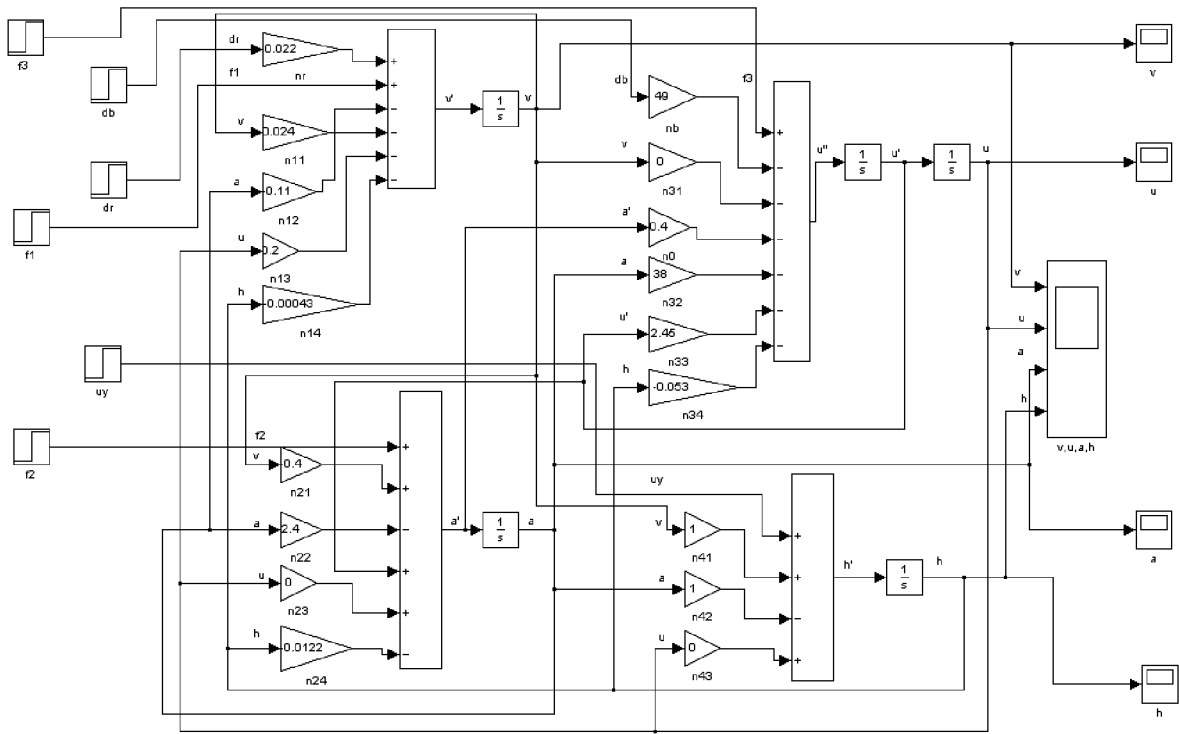 f3
db
dr
f1
uy
f2
dr
0.022
nr
f1
v
0.024
n11
a
0.11
n12
u
0.2
n13
h
-0.00043
n14
+
+
−
−
−
−
v'
1
s
v
f2
v
0.4
n21
a
2.4
n22
u
0
n23
h
0.0122
n24
+
+
−
+
+
−
a'
1
s
a
db
49
nb
v
0
n31
a'
0.4
n0
a
38
n32
u'
2.45
n33
h
-0.053
n34
f3
+
−
−
−
−
−
−
u''
1
s
u'
1
s
u
uy
v
1
n41
a
1
n42
u
0
n43
+
+
−
+
h'
1
s
h
v
u
v
u
a
h
v,u,a,h
a
h